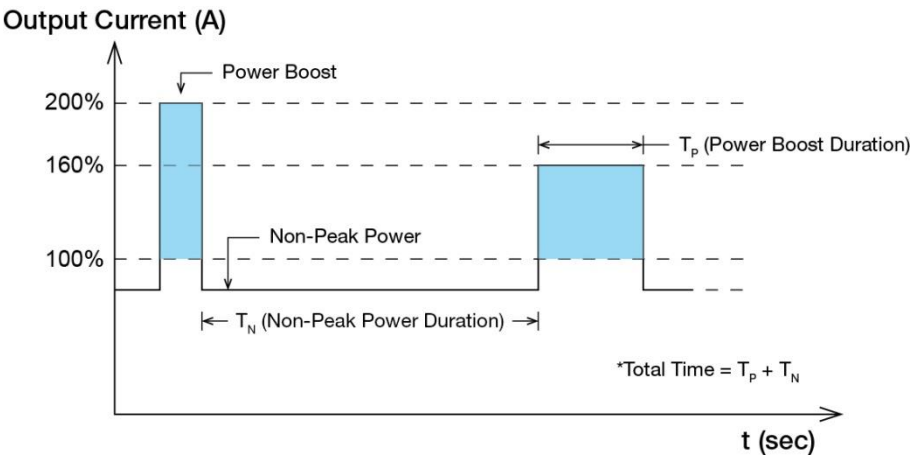 Output Current (A)
Power Boost
200%
T_P (Power Boost Duration)
160%
Non-Peak Power
100%
T_N (Non-Peak Power Duration)
*Total Time = T_P + T_N
t (sec)